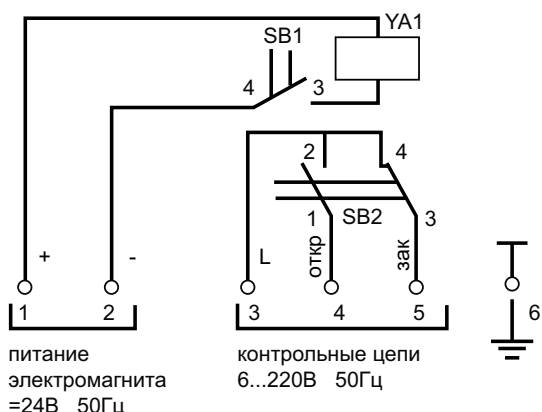 YA1
SB1
4 3
2 4
1 SB2 3
+ - L откр зак
1 2 3 4 5 6
питание
электромагнита
=24В 50Гц
контрольные цепи
6...220В 50Гц